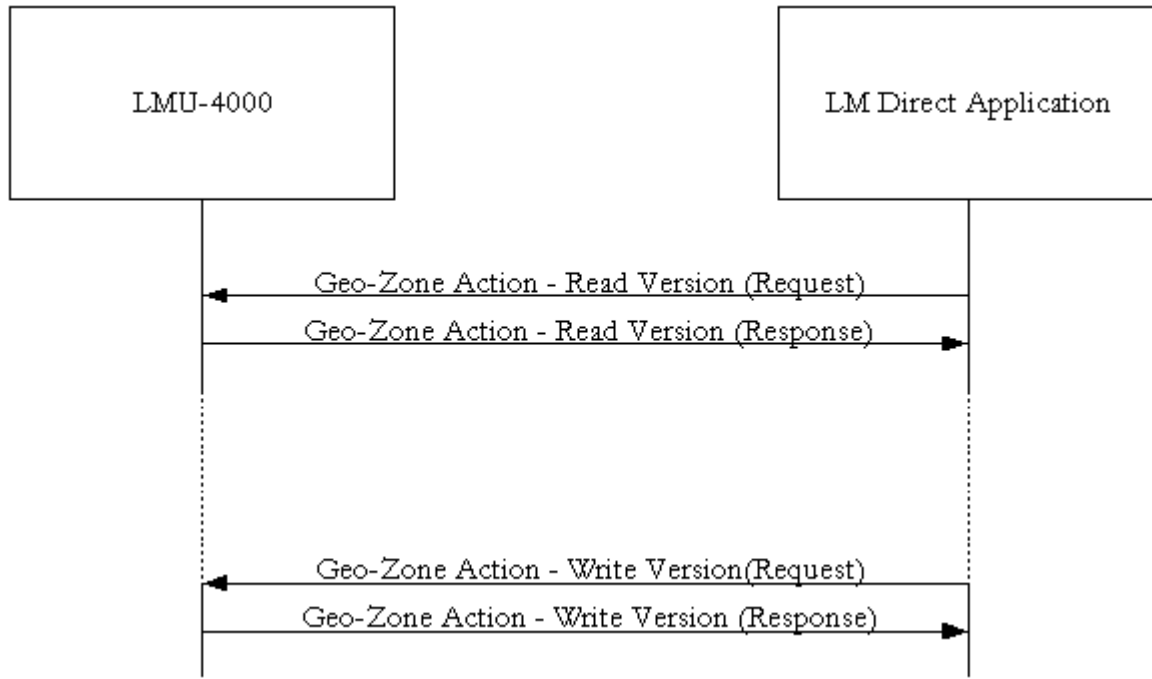 LMU-4000
LM Direct Application
Geo-Zone Action - Read Version (Request)
Geo-Zone Action - Read Version (Response)
Geo-Zone Action - Write Version(Request)
Geo-Zone Action - Write Version (Response)